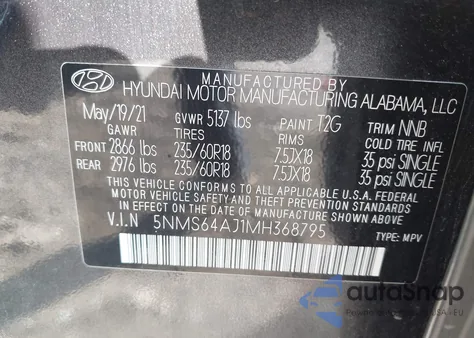 MANUFACTURED BY
HYUNDAI MOTOR MANUFACTURING ALABAMA, LLC
May/19/21 GVWR 5137 lbs PAINT T2G TRIM NNB
GAWR TIRES RIMS COLD TIRE INFL
FRONT 2866 lbs 235/60R18 7.5JX18 35 psi SINGLE
REAR 2976 lbs 235/60R18 7.5JX18 35 psi SINGLE
THIS VEHICLE CONFORMS TO ALL APPLICABLE U.S.A. FEDERAL
MOTOR VEHICLE SAFETY, BUMPER, AND THEFT PREVENTION
STANDARDS IN EFFECT ON THE DATE OF MANUFACTURE SHOWN ABOVE.
V.I.N 5NMS64AJ1MH368795
TYPE: MPV
autoSnap